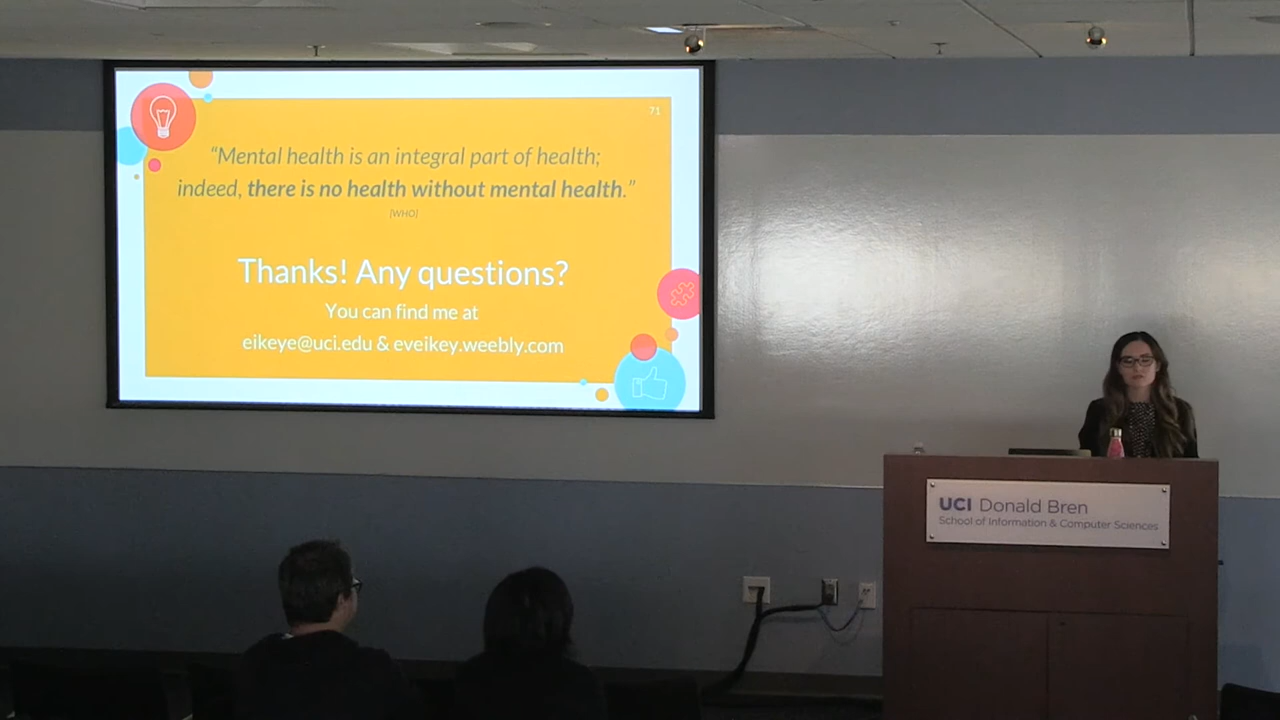 71
“Mental health is an integral part of health;
indeed, there is no health without mental health.”
[WHO]
Thanks! Any questions?
You can find me at
eikeye@uci.edu & eveikey.weebly.com
UCI Donald Bren
School of Information & Computer Sciences